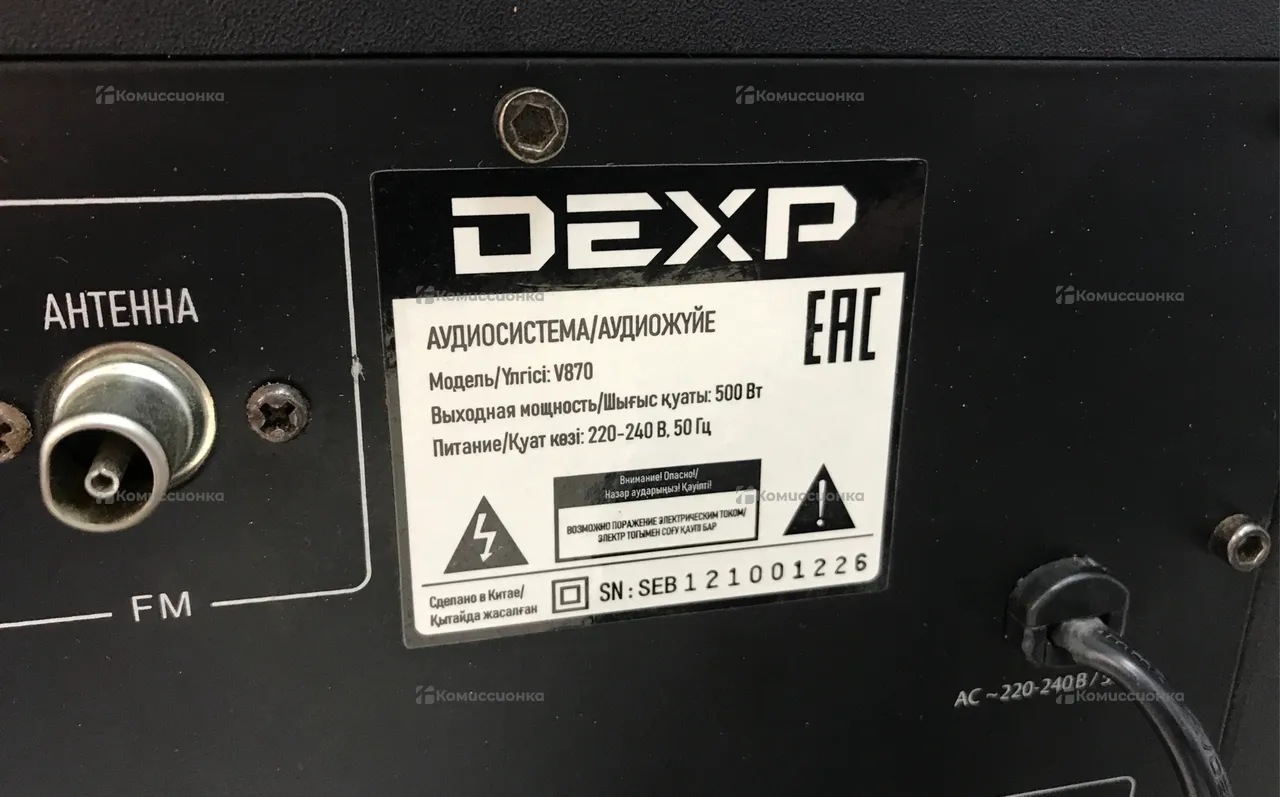 Комиссионка
Комиссионка
DEXP
АНТЕННА
Комиссионка
Комиссионка
АУДИОСИСТЕМА/АУДИОЖҮЙЕ
EAC
Модель/Үлгісі: V870
Выходная мощность/Шығыс қуаты: 500 Вт
Питание/Қуат көзі: 220-240 В, 50 Гц
Внимание! Опасно!/
Назар аударыңыз! Қауіпті!
Комиссионка
Комиссионка
ВОЗМОЖНО ПОРАЖЕНИЕ ЭЛЕКТРИЧЕСКИМ ТОКОМ/
ЭЛЕКТР ТОГЫМЕН СОҒУ ҚАУПІ БАР
Сделано в Китае/
Қытайда жасалған
SN: SEB121001226
FM
AC ~220-240В/
Комиссионка
Комиссионка